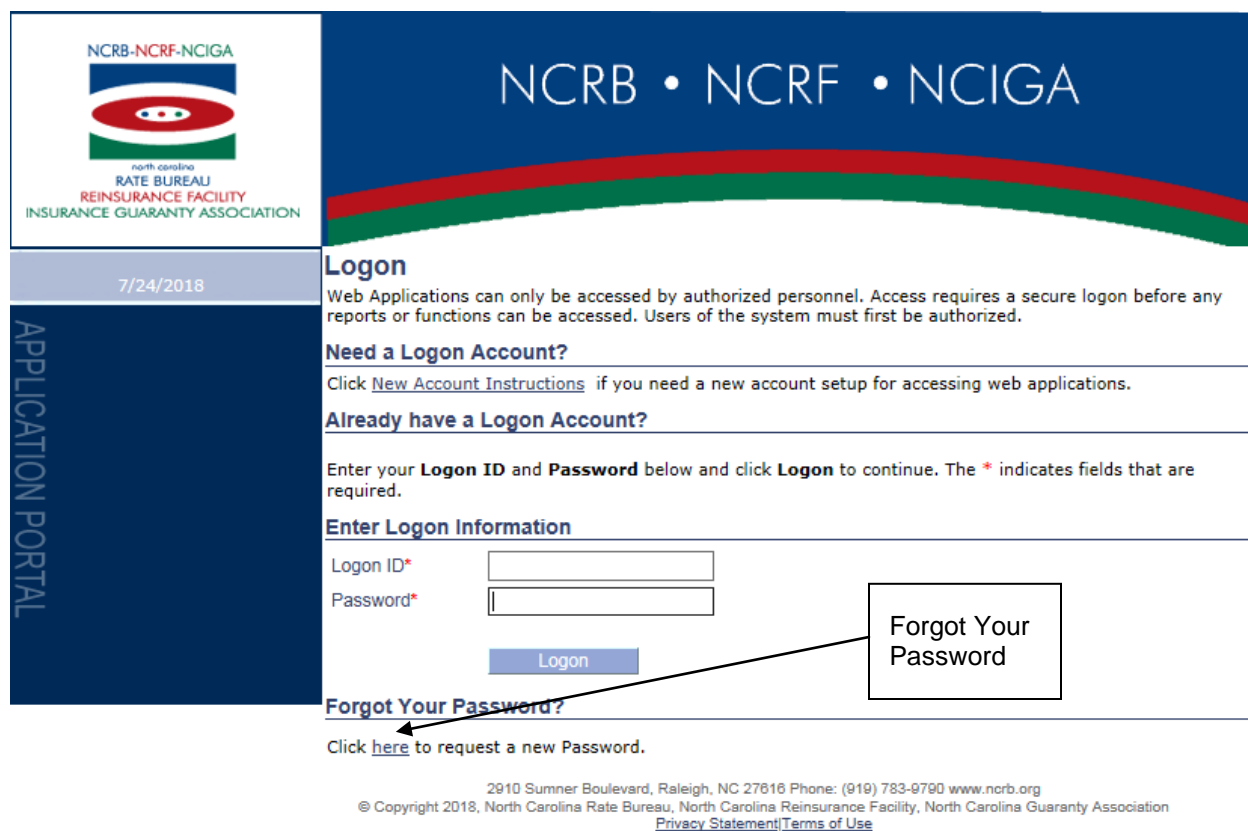 NCRB-NCRF-NCIGA
north carolina
RATE BUREAU
REINSURANCE FACILITY
INSURANCE GUARANTY ASSOCIATION
NCRB • NCRF • NCIGA
7/24/2018
APPLICATION PORTAL
Logon
Web Applications can only be accessed by authorized personnel. Access requires a secure logon before any
reports or functions can be accessed. Users of the system must first be authorized.
Need a Logon Account?
Click New Account Instructions if you need a new account setup for accessing web applications.
Already have a Logon Account?
Enter your Logon ID and Password below and click Logon to continue. The * indicates fields that are
required.
Enter Logon Information
Logon ID*
Password*
Logon
Forgot Your
Password
Forgot Your Password?
Click here to request a new Password.
2910 Sumner Boulevard, Raleigh, NC 27616 Phone: (919) 783-9790 www.ncrb.org
© Copyright 2018, North Carolina Rate Bureau, North Carolina Reinsurance Facility, North Carolina Guaranty Association
Privacy Statement|Terms of Use